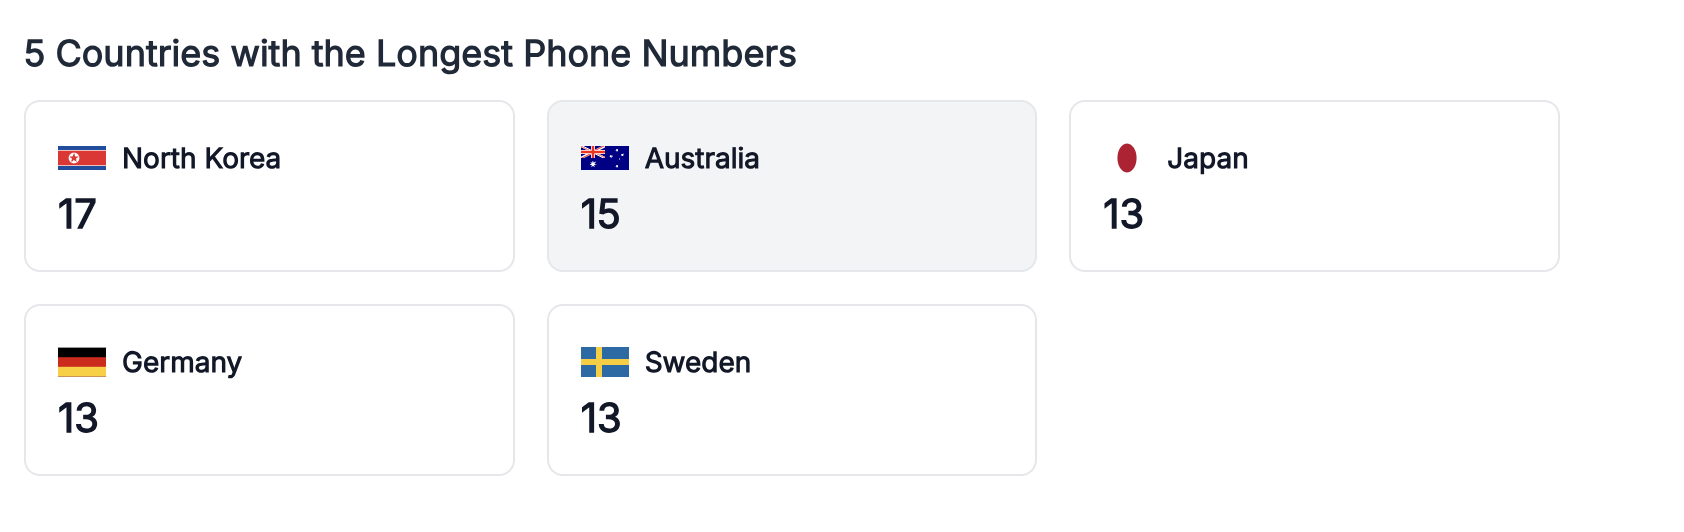 5 Countries with the Longest Phone Numbers
North Korea
17
Australia
15
Japan
13
Germany
13
Sweden
13